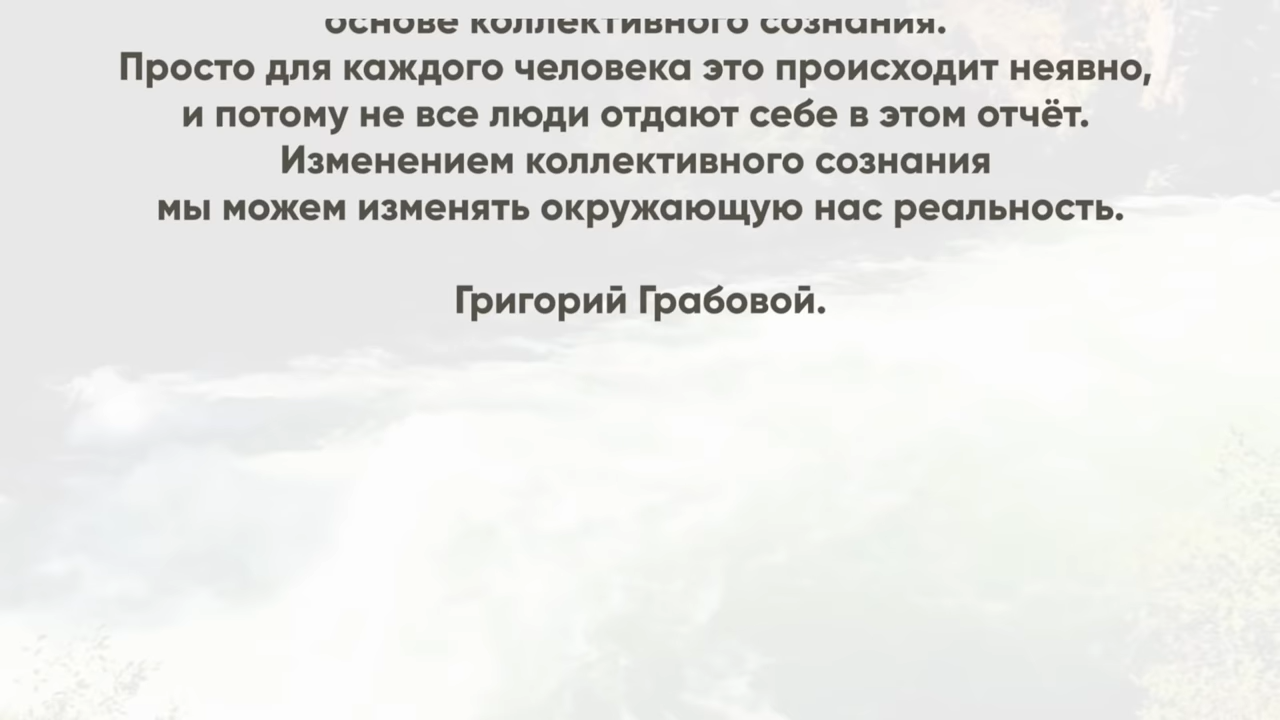 основе коллективного сознания.
Просто для каждого человека это происходит неявно,
и потому не все люди отдают себе в этом отчёт.
Изменением коллективного сознания
мы можем изменять окружающую нас реальность.
Григорий Грабовой.